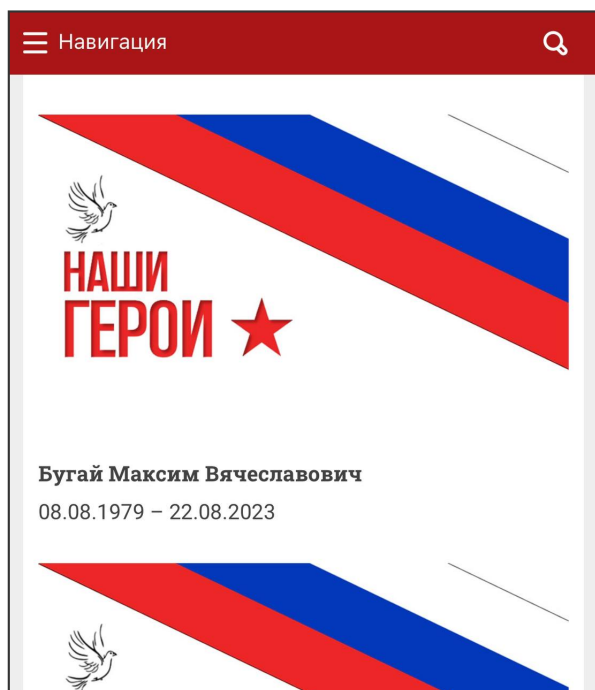 Навигация
НАШИ
ГЕРОИ
Бугай Максим Вячеславович
08.08.1979 – 22.08.2023